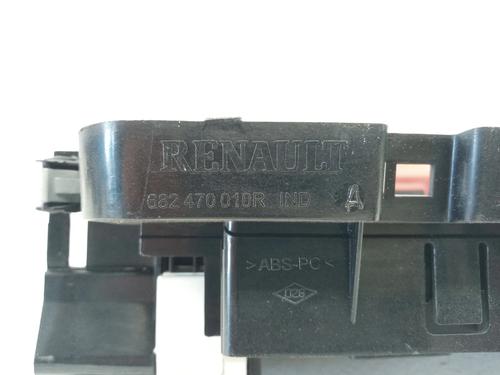 RENAULT
682 470 010R IND A
>ABS-PC<